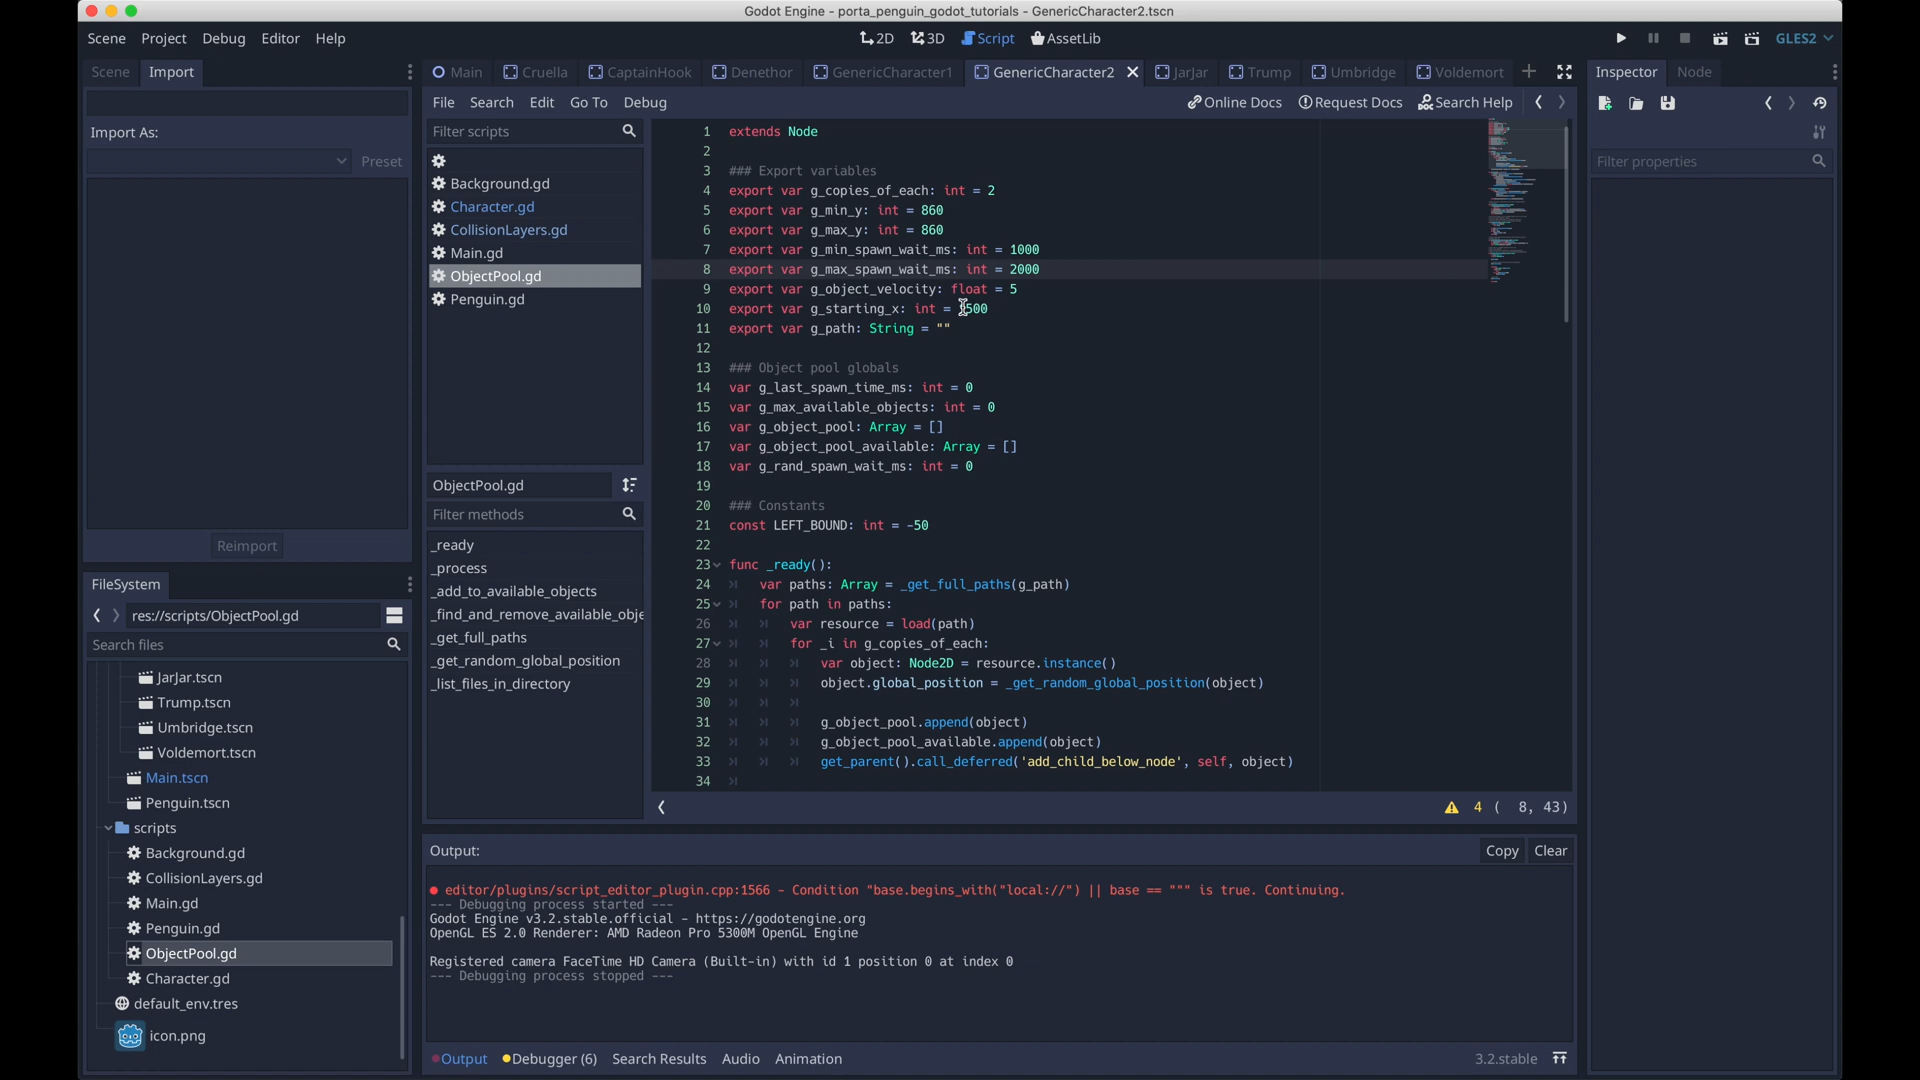 Godot Engine - porta_penguin_godot_tutorials - GenericCharacter2.tscn
Scene Project Debug Editor Help
2D 3D Script AssetLib
GLES2
Scene Import
Main Cruella CaptainHook Denethor GenericCharacter1 GenericCharacter2 JarJar Trump Umbridge Voldemort
Inspector Node
File Search Edit Go To Debug
Online Docs Request Docs Search Help
Import As:
Preset
Reimport
Filter scripts
Background.gd
Character.gd
CollisionLayers.gd
Main.gd
ObjectPool.gd
Penguin.gd
ObjectPool.gd
Filter methods
_ready
_process
_add_to_available_objects
_find_and_remove_available_obje
_get_full_paths
_get_random_global_position
_list_files_in_directory
1 extends Node
2
3 ### Export variables
4 export var g_copies_of_each: int = 2
5 export var g_min_y: int = 860
6 export var g_max_y: int = 860
7 export var g_min_spawn_wait_ms: int = 1000
8 export var g_max_spawn_wait_ms: int = 2000
9 export var g_object_velocity: float = 5
10 export var g_starting_x: int = 500
11 export var g_path: String = ""
12
13 ### Object pool globals
14 var g_last_spawn_time_ms: int = 0
15 var g_max_available_objects: int = 0
16 var g_object_pool: Array = []
17 var g_object_pool_available: Array = []
18 var g_rand_spawn_wait_ms: int = 0
19
20 ### Constants
21 const LEFT_BOUND: int = -50
22
23 func _ready():
24 var paths: Array = _get_full_paths(g_path)
25 for path in paths:
26 var resource = load(path)
27 for _i in g_copies_of_each:
28 var object: Node2D = resource.instance()
29 object.global_position = _get_random_global_position(object)
30
31 g_object_pool.append(object)
32 g_object_pool_available.append(object)
33 get_parent().call_deferred('add_child_below_node', self, object)
34
4 ( 8, 43)
Filter properties
FileSystem
res://scripts/ObjectPool.gd
Search files
JarJar.tscn
Trump.tscn
Umbridge.tscn
Voldemort.tscn
Main.tscn
Penguin.tscn
scripts
Background.gd
CollisionLayers.gd
Main.gd
Penguin.gd
ObjectPool.gd
Character.gd
default_env.tres
icon.png
Output:
Copy Clear
editor/plugins/script_editor_plugin.cpp:1566 - Condition "base.begins_with("local://") || base == """ is true. Continuing.
--- Debugging process started ---
Godot Engine v3.2.stable.official - https://godotengine.org
OpenGL ES 2.0 Renderer: AMD Radeon Pro 5300M OpenGL Engine
Registered camera FaceTime HD Camera (Built-in) with id 1 position 0 at index 0
--- Debugging process stopped ---
Output Debugger (6) Search Results Audio Animation
3.2.stable